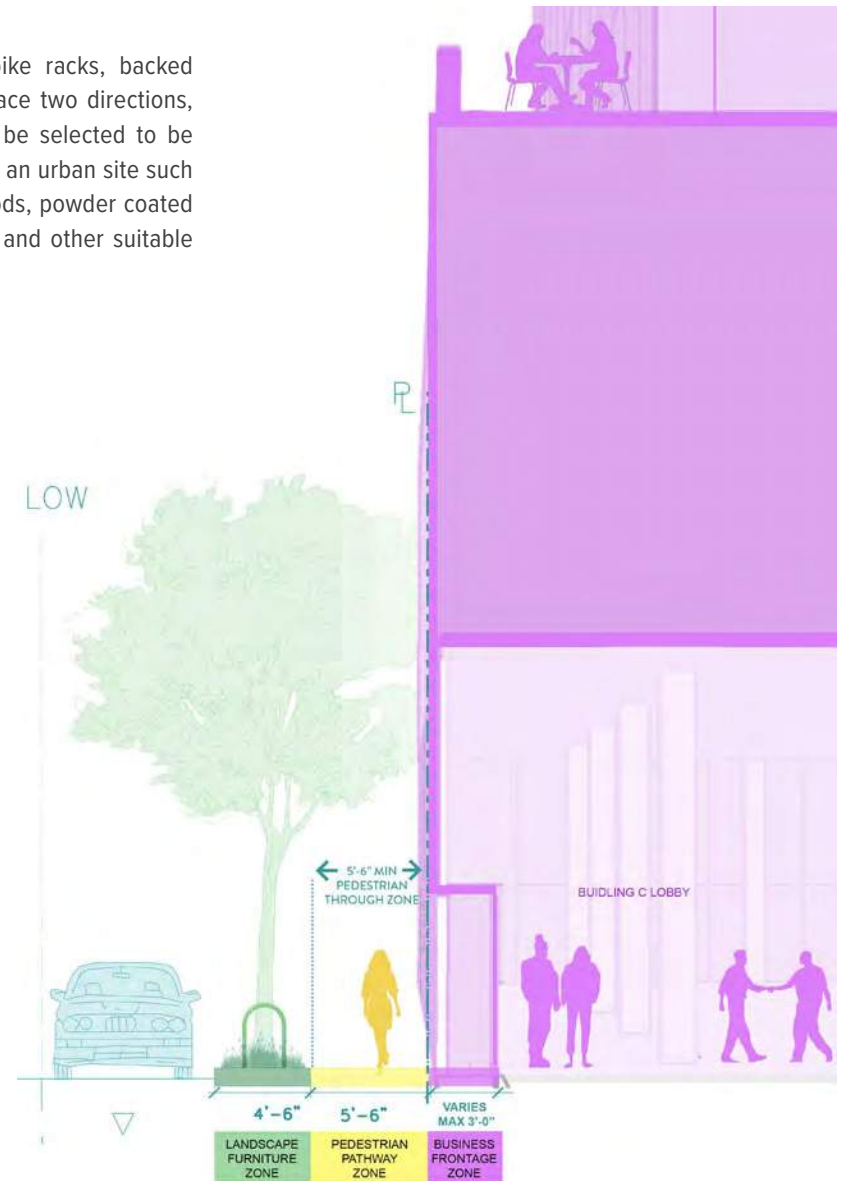 ike racks, backed
ace two directions,
be selected to be
an urban site such
ods, powder coated
and other suitable
PL
LOW
5'-6" MIN
PEDESTRIAN
THROUGH ZONE
BUIDLING C LOBBY
4'-6"
5'-6"
VARIES
MAX 3'-0"
LANDSCAPE
FURNITURE
ZONE
PEDESTRIAN
PATHWAY
ZONE
BUSINESS
FRONTAGE
ZONE